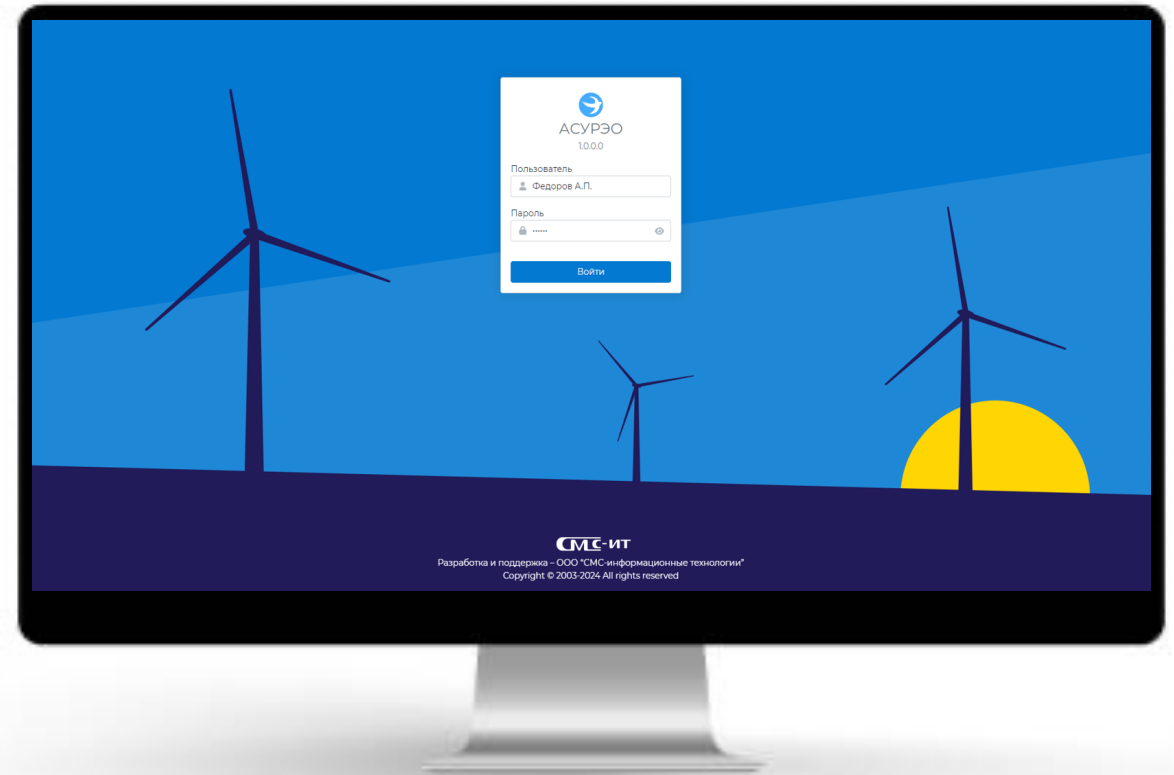 АСУРЭО
1.0.0.0
Пользователь
Федоров А.П.
Пароль
······
Войти
СМС-ИТ
Разработка и поддержка – ООО "СМС-информационные технологии"
Copyright © 2003-2024 All rights reserved